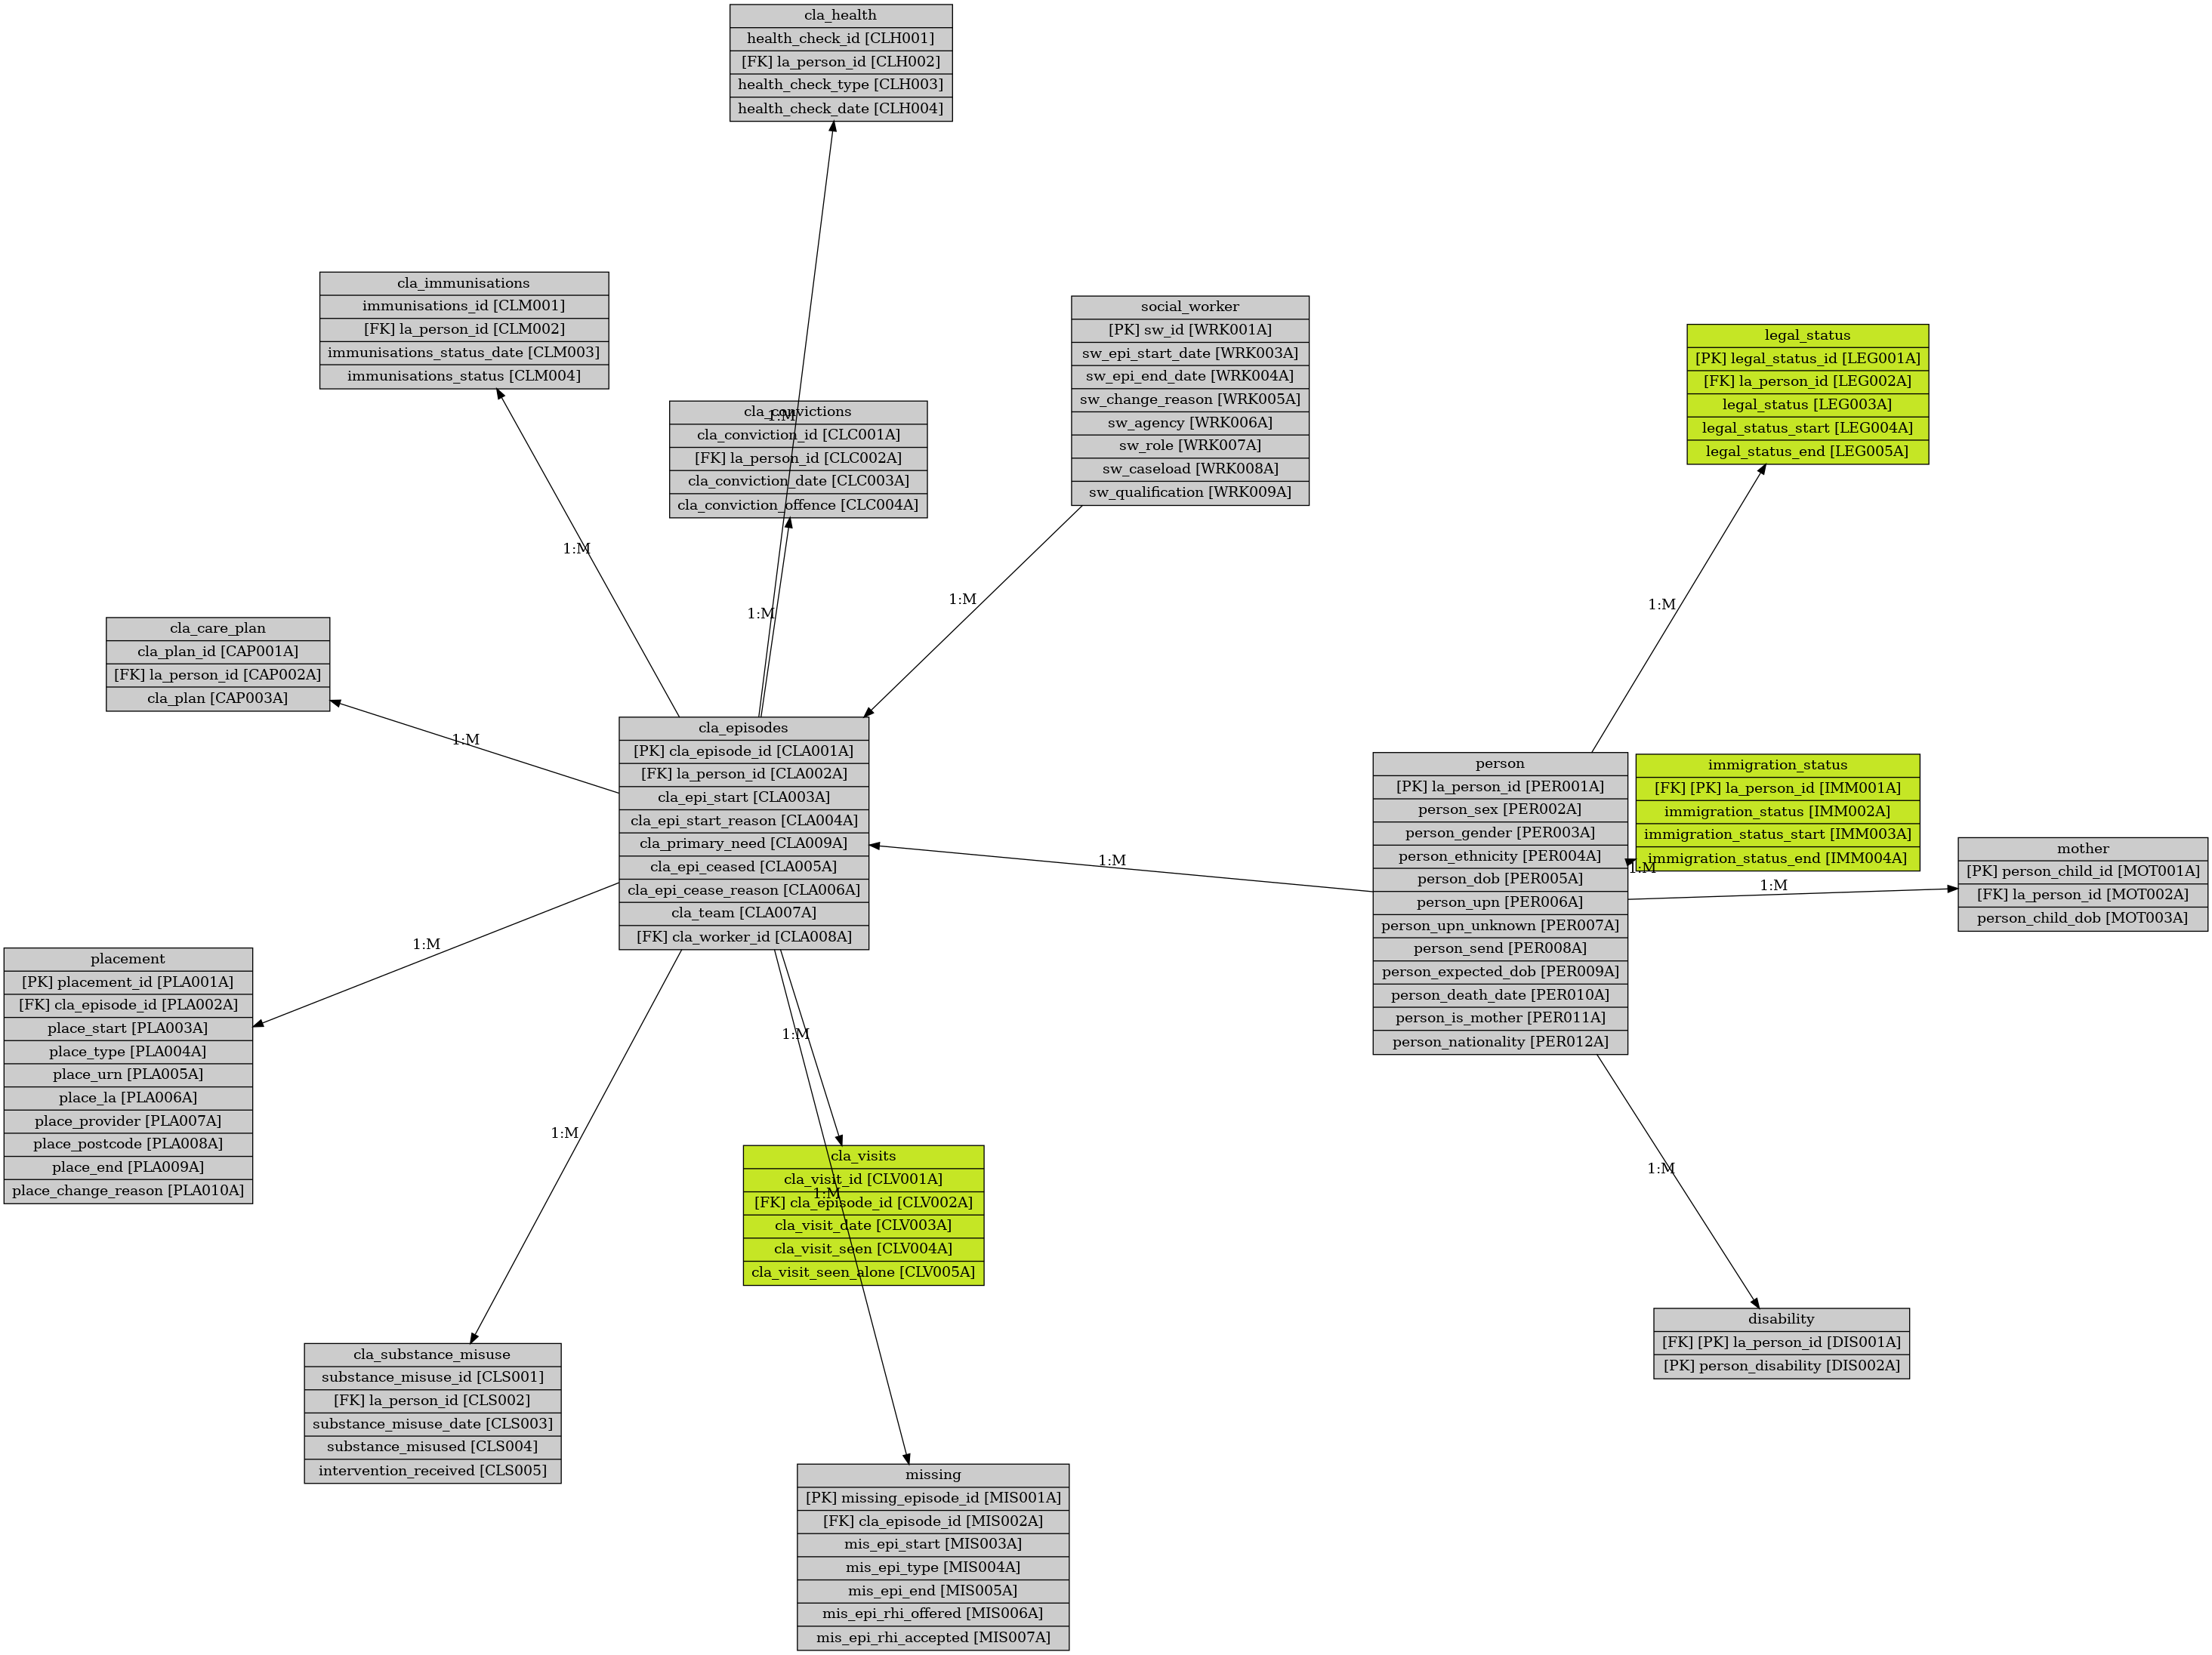 cla_health
health_check_id [CLH001]
[FK] la_person_id [CLH002]
health_check_type [CLH003]
health_check_date [CLH004]
cla_immunisations
immunisations_id [CLM001]
[FK] la_person_id [CLM002]
immunisations_status_date [CLM003]
immunisations_status [CLM004]
social_worker
[PK] sw_id [WRK001A]
sw_epi_start_date [WRK003A]
sw_epi_end_date [WRK004A]
sw_change_reason [WRK005A]
sw_agency [WRK006A]
sw_role [WRK007A]
sw_caseload [WRK008A]
sw_qualification [WRK009A]
legal_status
[PK] legal_status_id [LEG001A]
[FK] la_person_id [LEG002A]
legal_status [LEG003A]
legal_status_start [LEG004A]
legal_status_end [LEG005A]
cla_convictions
1:M
cla_conviction_id [CLC001A]
[FK] la_person_id [CLC002A]
cla_conviction_date [CLC003A]
cla_conviction_offence [CLC004A]
1:M
1:M
1:M
1:M
cla_care_plan
cla_plan_id [CAP001A]
[FK] la_person_id [CAP002A]
cla_plan [CAP003A]
1:M
cla_episodes
[PK] cla_episode_id [CLA001A]
[FK] la_person_id [CLA002A]
cla_epi_start [CLA003A]
cla_epi_start_reason [CLA004A]
cla_primary_need [CLA009A]
cla_epi_ceased [CLA005A]
cla_epi_cease_reason [CLA006A]
cla_team [CLA007A]
[FK] cla_worker_id [CLA008A]
1:M
person
[PK] la_person_id [PER001A]
person_sex [PER002A]
person_gender [PER003A]
person_ethnicity [PER004A]
person_dob [PER005A]
person_upn [PER006A]
person_upn_unknown [PER007A]
person_send [PER008A]
person_expected_dob [PER009A]
person_death_date [PER010A]
person_is_mother [PER011A]
person_nationality [PER012A]
immigration_status
[FK] [PK] la_person_id [IMM001A]
immigration_status [IMM002A]
immigration_status_start [IMM003A]
immigration_status_end [IMM004A]
1:M
1:M
mother
[PK] person_child_id [MOT001A]
[FK] la_person_id [MOT002A]
person_child_dob [MOT003A]
1:M
placement
[PK] placement_id [PLA001A]
[FK] cla_episode_id [PLA002A]
place_start [PLA003A]
place_type [PLA004A]
place_urn [PLA005A]
place_la [PLA006A]
place_provider [PLA007A]
place_postcode [PLA008A]
place_end [PLA009A]
place_change_reason [PLA010A]
1:M
1:M
1:M
cla_visits
cla_visit_id [CLV001A]
1:M
[FK] cla_episode_id [CLV002A]
cla_visit_date [CLV003A]
cla_visit_seen [CLV004A]
cla_visit_seen_alone [CLV005A]
disability
[FK] [PK] la_person_id [DIS001A]
[PK] person_disability [DIS002A]
cla_substance_misuse
substance_misuse_id [CLS001]
[FK] la_person_id [CLS002]
substance_misuse_date [CLS003]
substance_misused [CLS004]
intervention_received [CLS005]
missing
[PK] missing_episode_id [MIS001A]
[FK] cla_episode_id [MIS002A]
mis_epi_start [MIS003A]
mis_epi_type [MIS004A]
mis_epi_end [MIS005A]
mis_epi_rhi_offered [MIS006A]
mis_epi_rhi_accepted [MIS007A]